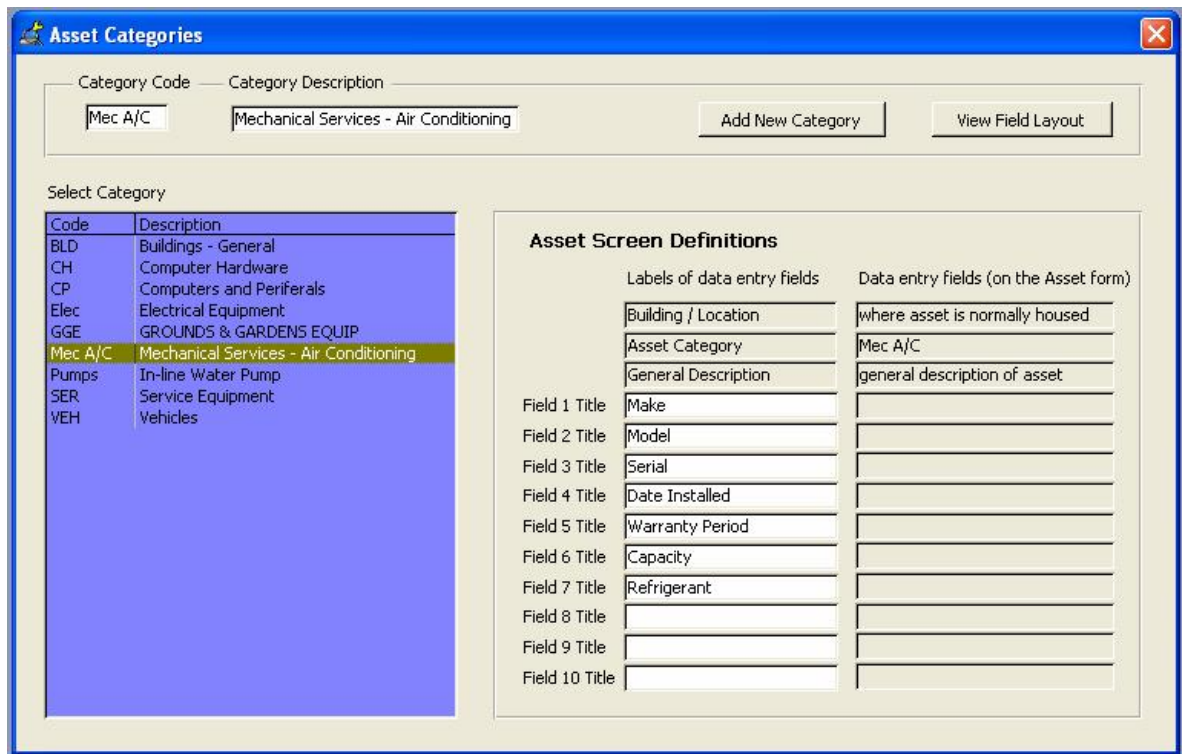 Asset Categories
Category Code Category Description
Mec A/C Mechanical Services - Air Conditioning Add New Category View Field Layout
Select Category
Code Description
BLD Buildings - General
CH Computer Hardware
CP Computers and Periferals
Elec Electrical Equipment
GGE GROUNDS & GARDENS EQUIP
Mec A/C Mechanical Services - Air Conditioning
Pumps In-line Water Pump
SER Service Equipment
VEH Vehicles
Asset Screen Definitions
Labels of data entry fields Data entry fields (on the Asset form)
Building / Location where asset is normally housed
Asset Category Mec A/C
General Description general description of asset
Field 1 Title Make
Field 2 Title Model
Field 3 Title Serial
Field 4 Title Date Installed
Field 5 Title Warranty Period
Field 6 Title Capacity
Field 7 Title Refrigerant
Field 8 Title
Field 9 Title
Field 10 Title